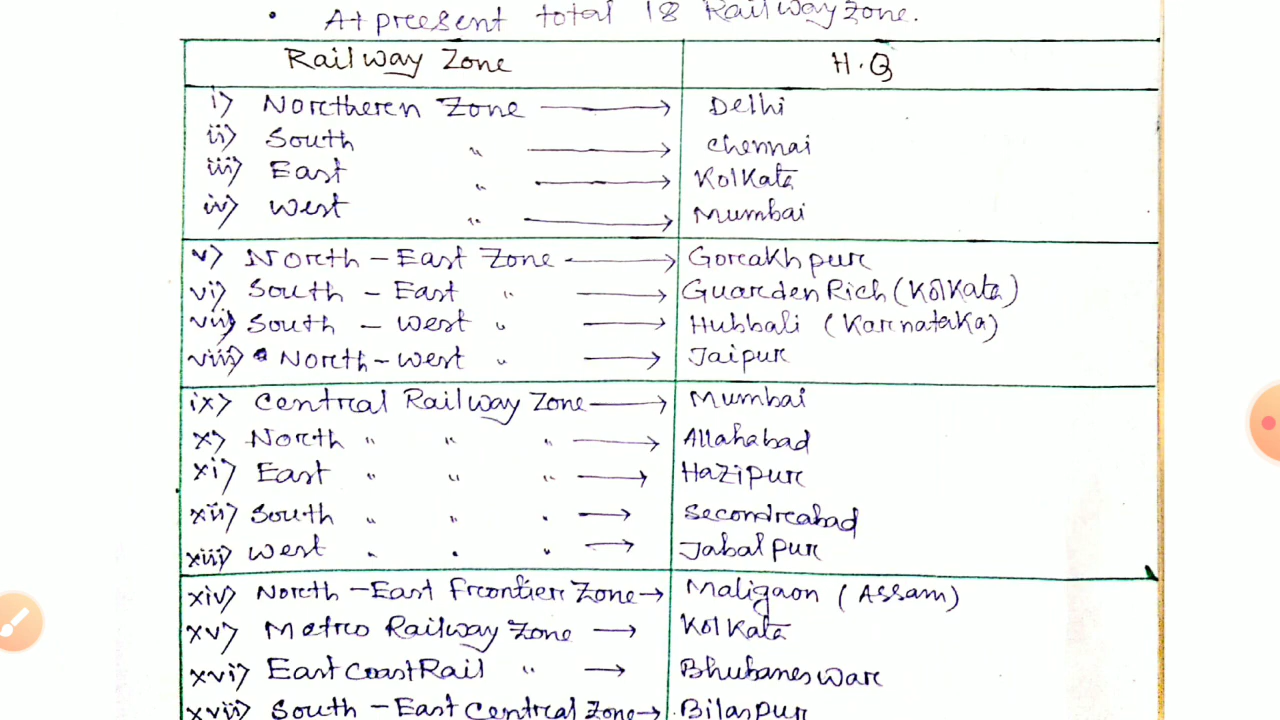 • At preesent total 18 Railway zone.
Railway Zone H.Q
i) Northeren Zone → Delhi
ii) South " → Chennai
iii) East " → Kolkata
iv) West " → Mumbai
v) North - East Zone → Gorakhpur
vi) South - East " → Guarden Rich (Kolkata)
vii) South - West " → Hubbali (Karnataka)
viii) North - West " → Jaipur
ix) Central Railway Zone → Mumbai
x) North " " " → Allahabad
xi) East " " " → Hazipur
xii) South " " " → Secondreabad
xiii) West " " " → Jabalpur
xiv) North - East Frontier Zone → Maligaon (Assam)
xv) Matro Railway Zone → Kolkata
xvi) East Coast Rail " → Bhubaneswar
xvii) South - East Central Zone → Bilaspur